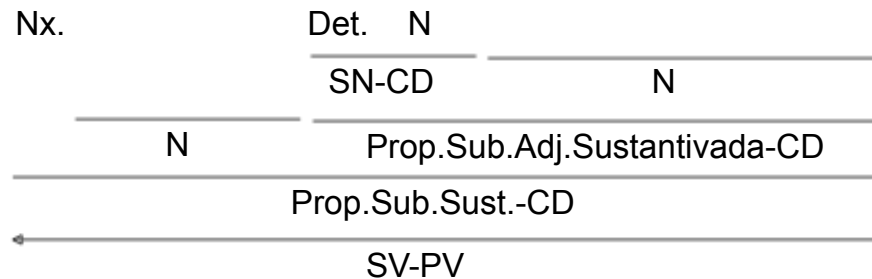 Nx. Det. N
SN-CD N
N Prop.Sub.Adj.Sustantivada-CD
Prop.Sub.Sust.-CD
SV-PV